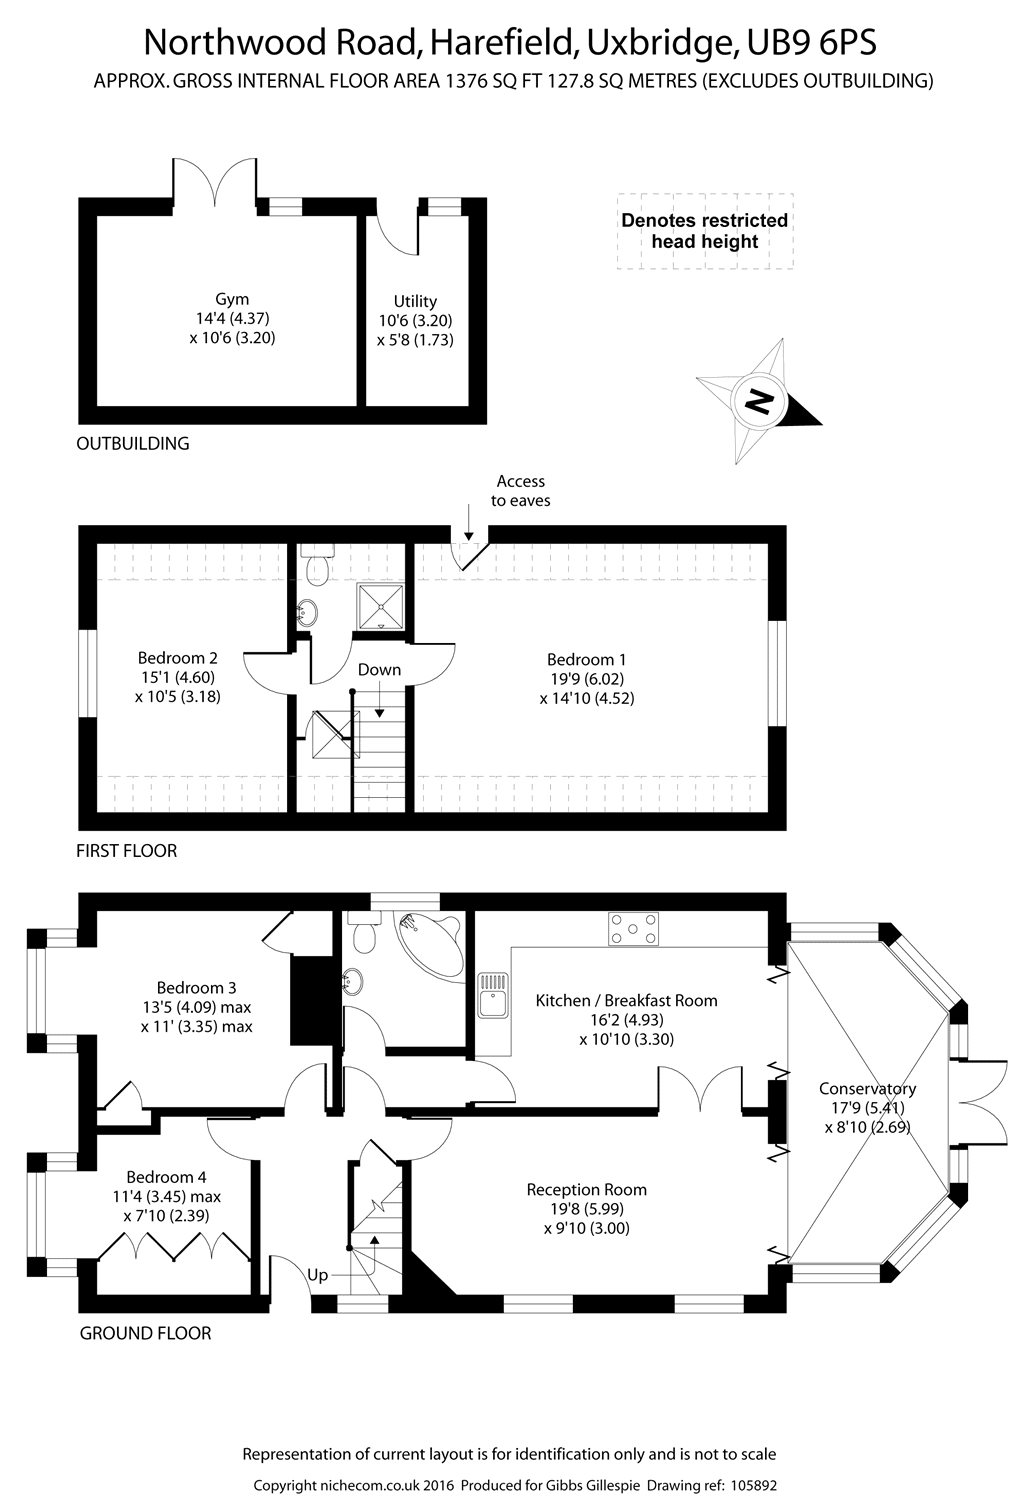 Northwood Road, Harefield, Uxbridge, UB9 6PS
APPROX. GROSS INTERNAL FLOOR AREA 1376 SQ FT 127.8 SQ METRES (EXCLUDES OUTBUILDING)
Denotes restricted
head height
Gym
14'4 (4.37)
x 10'6 (3.20)
Utility
10'6 (3.20)
x 5'8 (1.73)
N
OUTBUILDING
Access
to eaves
Bedroom 2
15'1 (4.60)
x 10'5 (3.18)
Down
Bedroom 1
19'9 (6.02)
x 14'10 (4.52)
FIRST FLOOR
Bedroom 3
13'5 (4.09) max
x 11' (3.35) max
Kitchen / Breakfast Room
16'2 (4.93)
x 10'10 (3.30)
Conservatory
17'9 (5.41)
x 8'10 (2.69)
Bedroom 4
11'4 (3.45) max
x 7'10 (2.39)
Reception Room
19'8 (5.99)
x 9'10 (3.00)
Up
GROUND FLOOR
Representation of current layout is for identification only and is not to scale
Copyright nichecom.co.uk 2016 Produced for Gibbs Gillespie Drawing ref: 105892